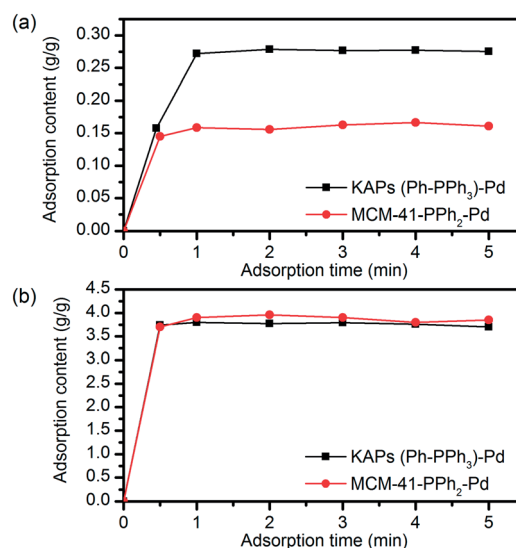 (a)
Adsorption content (g/g)
0.30
0.25
0.20
0.15
0.10
0.05
0.00
KAPs (Ph-PPh₃)-Pd
MCM-41-PPh₂-Pd
0 1 2 3 4 5
Adsorption time (min)
(b)
Adsorption content (g/g)
4.5
4.0
3.5
3.0
2.5
2.0
1.5
1.0
0.5
0.0
KAPs (Ph-PPh₃)-Pd
MCM-41-PPh₂-Pd
0 1 2 3 4 5
Adsorption time (min)